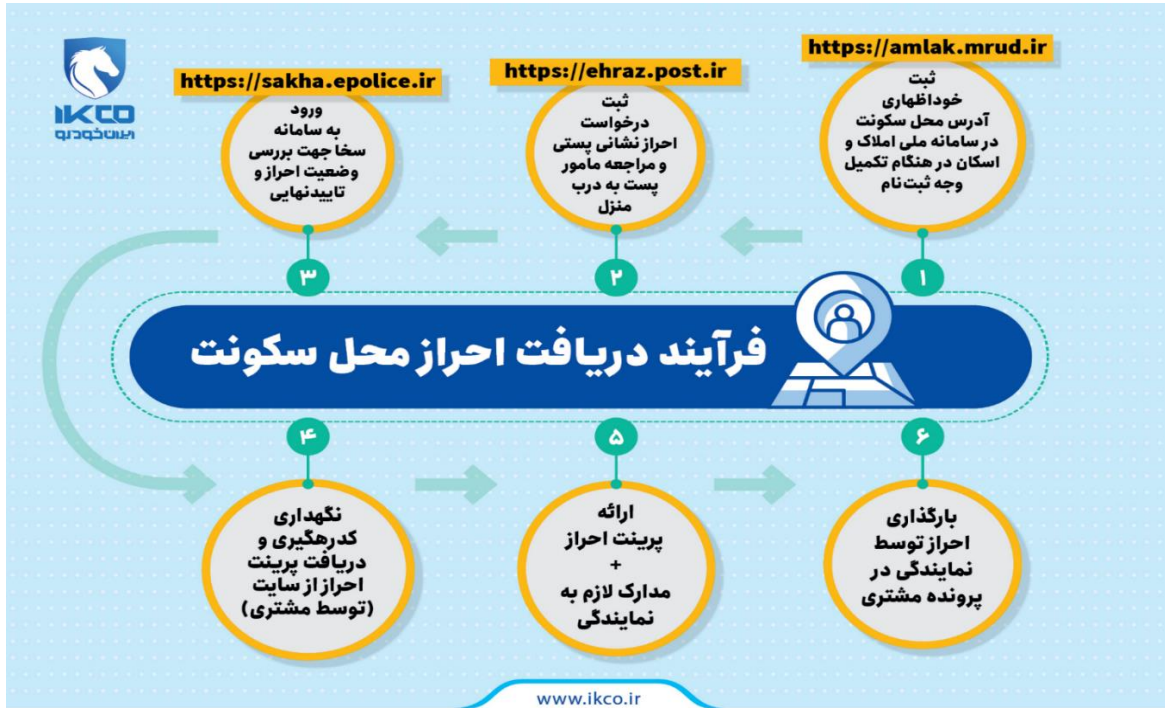 IKCO
ایران‌خودرو
https://amlak.mrud.ir
ثبت
خوداظهاری
آدرس محل سکونت
در سامانه ملی املاک و
اسکان در هنگام تکمیل
وجه ثبت‌نام
۱
https://ehraz.post.ir
ثبت
درخواست
احراز نشانی پستی
و مراجعه مامور
پست به درب
منزل
۲
https://sakha.epolice.ir
ورود
به سامانه
سخا جهت بررسی
وضعیت احراز و
تاییدنهایی
۳
فرآیند دریافت احراز محل سکونت
۴
نگهداری
کدرهگیری و
دریافت پرینت
احراز از سایت
(توسط مشتری)
۵
ارائه
پرینت احراز
+
مدارک لازم به
نمایندگی
۶
بارگذاری
احراز توسط
نمایندگی در
پرونده مشتری
www.ikco.ir